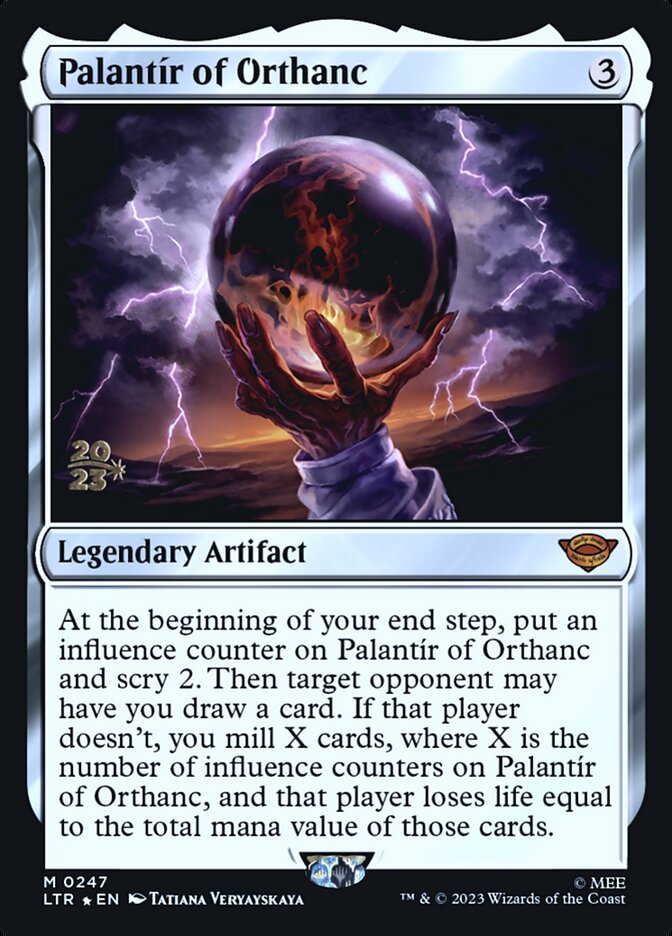 Palantír of Orthanc
3
20
23
Legendary Artifact
At the beginning of your end step, put an
influence counter on Palantír of Orthanc
and scry 2. Then target opponent may
have you draw a card. If that player
doesn't, you mill X cards, where X is the
number of influence counters on Palantír
of Orthanc, and that player loses life equal
to the total mana value of those cards.
M 0247
LTR ★ EN Tatiana Veryayskaya
© MEE
™ & © 2023 Wizards of the Coast